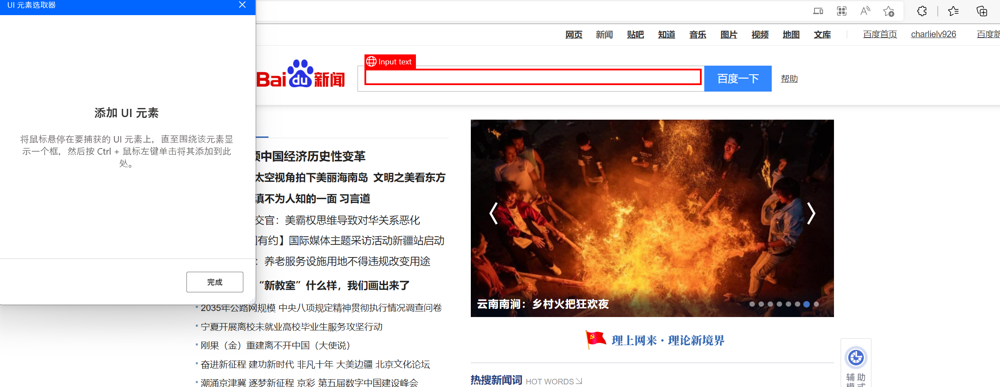 UI 元素选取器
添加 UI 元素
将鼠标悬停在要捕获的 UI 元素上，直至围绕该元素显
示一个框，然后按 Ctrl + 鼠标左键单击将其添加到此
处。
完成
网页 新闻 贴吧 知道 音乐 图片 视频 地图 文库 百度首页 charlielv926 百度新
Baidu新闻
Input text
百度一下
帮助
中国经济历史性变革
太空视角拍下美丽海南岛 文明之美看东方
不为人知的一面 习言道
交官：美霸权思维导致对华关系恶化
有约】国际媒体主题采访活动新疆站启动
：养老服务设施用地不得违规改变用途
“新教室”什么样，我们画出来了
2035年公路网规模 中央八项规定精神贯彻执行情况调查问卷
宁夏开展离校未就业高校毕业生服务攻坚行动
刚果（金）重建离不开中国（大使说）
奋进新征程 建功新时代 非凡十年 大美边疆 北京文化论坛
潮涌京津冀 逐梦新征程 京彩 第五届数字中国建设峰会
云南南涧：乡村火把狂欢夜
理上网来·理论新境界
热搜新闻词 HOT WORDS
辅助
模式